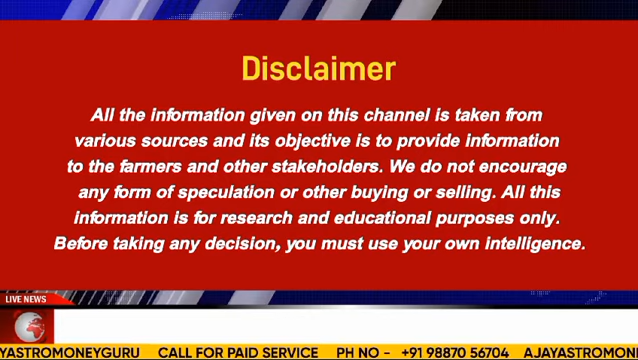 Disclaimer
All the information given on this channel is taken from
various sources and its objective is to provide information
to the farmers and other stakeholders. We do not encourage
any form of speculation or other buying or selling. All this
information is for research and educational purposes only.
Before taking any decision, you must use your own intelligence.
LIVE NEWS
YASTROMONEYGURU CALL FOR PAID SERVICE PH NO - +91 98870 56704 AJAYASTROMON